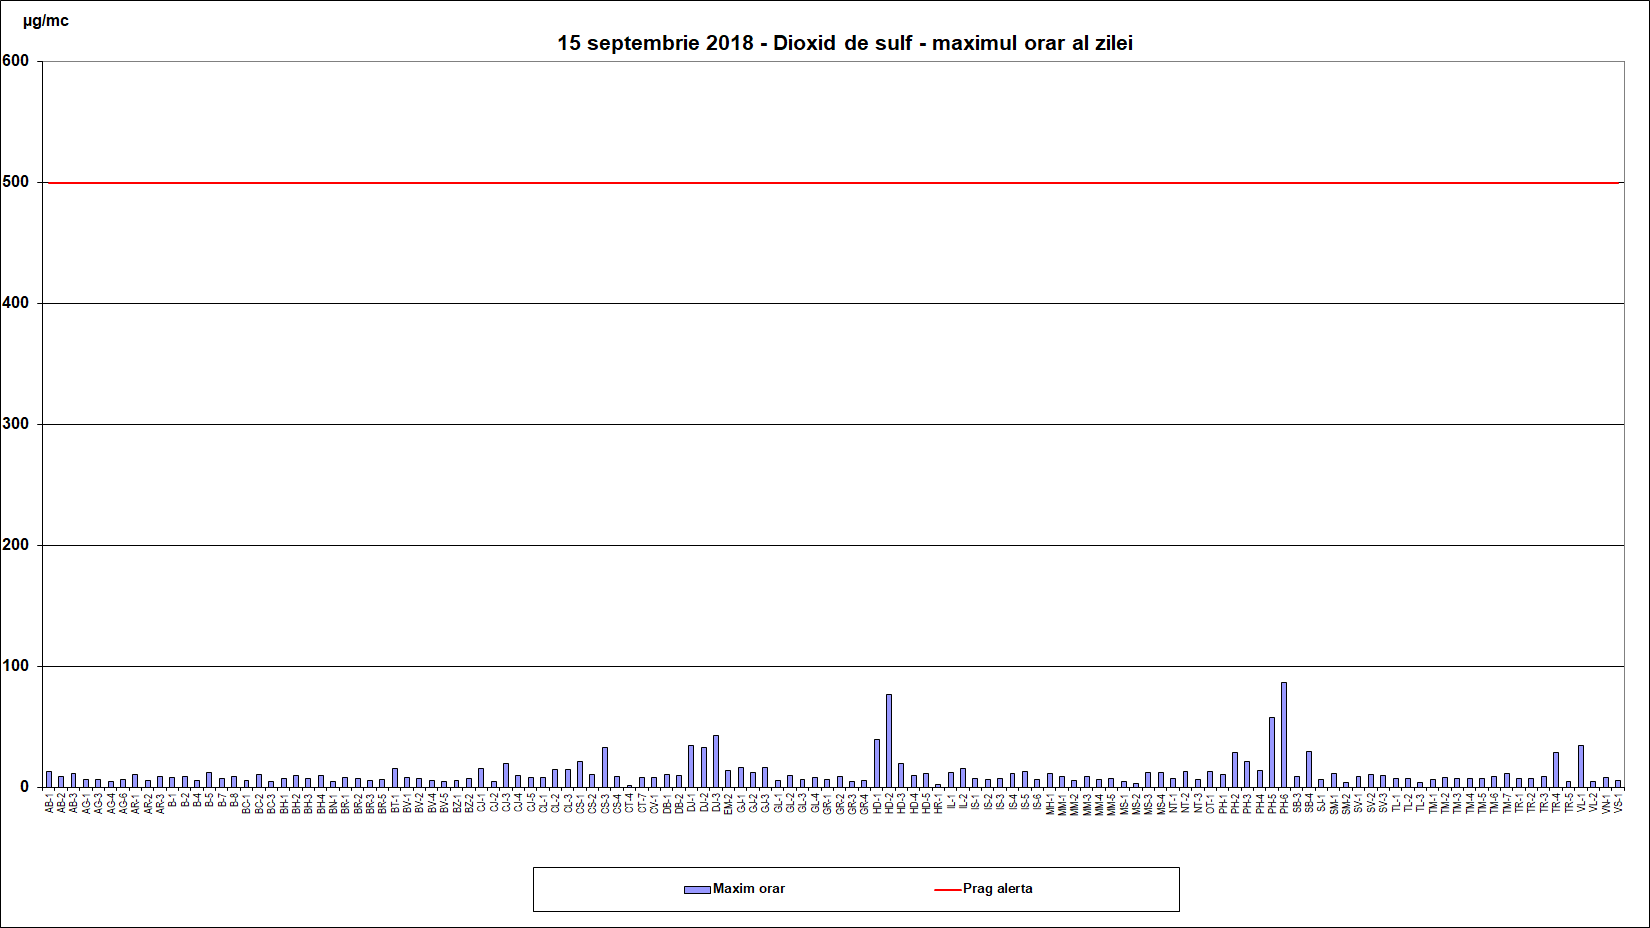 µg/mc
15 septembrie 2018 - Dioxid de sulf - maximul orar al zilei
600
500
400
300
200
100
0
AB-1 AB-2 AB-3 AG-1 AG-3 AG-4 AG-6 AR-1 AR-2 AR-3 B-1 B-2 B-4 B-5 B-7 B-8 BC-1 BC-2 BC-3 BH-1 BH-2 BH-3 BH-4 BN-1 BR-1 BR-2 BR-3 BR-5 BT-1 BV-1 BV-2 BV-4 BV-5 BZ-1 BZ-2 CJ-1 CJ-2 CJ-3 CJ-4 CJ-5 CL-1 CL-2 CL-3 CS-1 CS-2 CS-3 CS-4 CT-4 CT-7 CV-1 DB-1 DB-2 DJ-1 DJ-2 DJ-3 EM-2 GJ-1 GJ-2 GJ-3 GL-1 GL-2 GL-3 GL-4 GR-1 GR-2 GR-3 GR-4 HD-1 HD-2 HD-3 HD-4 HD-5 HR-1 IL-1 IL-2 IS-1 IS-2 IS-3 IS-4 IS-5 IS-6 MH-1 MM-1 MM-2 MM-3 MM-4 MM-5 MS-1 MS-2 MS-3 MS-4 NT-1 NT-2 NT-3 OT-1 PH-1 PH-2 PH-3 PH-4 PH-5 PH-6 SB-3 SB-4 SJ-1 SM-1 SM-2 SV-1 SV-2 SV-3 TL-1 TL-2 TL-3 TM-1 TM-2 TM-3 TM-4 TM-5 TM-6 TM-7 TR-1 TR-2 TR-3 TR-4 TR-5 VL-1 VL-2 VN-1 VS-1
Maxim orar Prag alerta